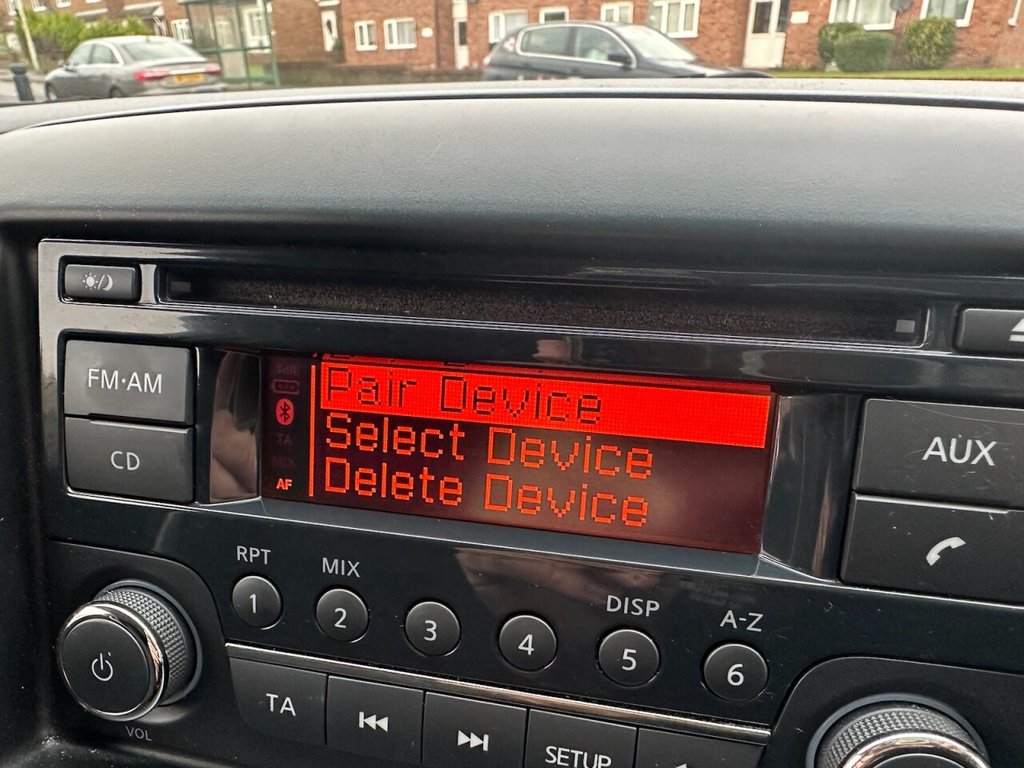 FM·AM
CD
Pair Device
Select Device
Delete Device
TA
AF
AUX
RPT
MIX
DISP
A-Z
1
2
3
4
5
6
VOL
TA
SETUP